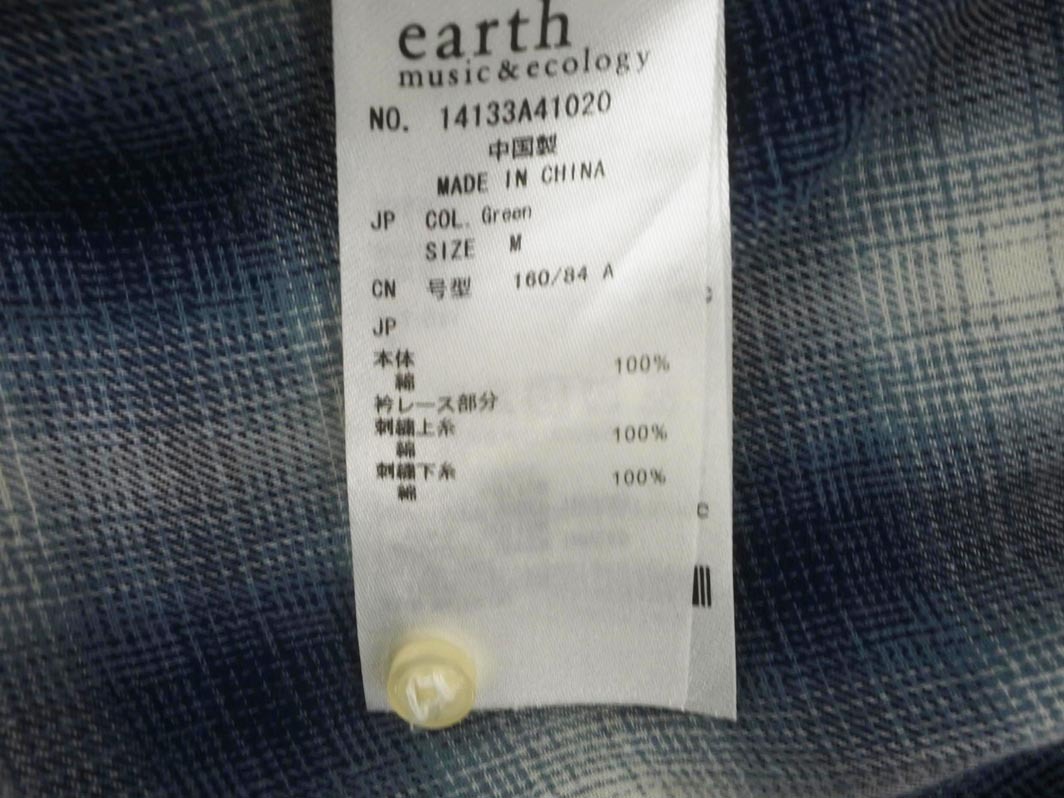 earth
music&ecology
NO. 14133A41020
中国製
MADE IN CHINA
JP COL. Green
SIZE M
CN 号型 160/84 A
JP
本体
綿 100%
衿レース部分
刺繍上糸
綿 100%
刺繍下糸
綿 100%